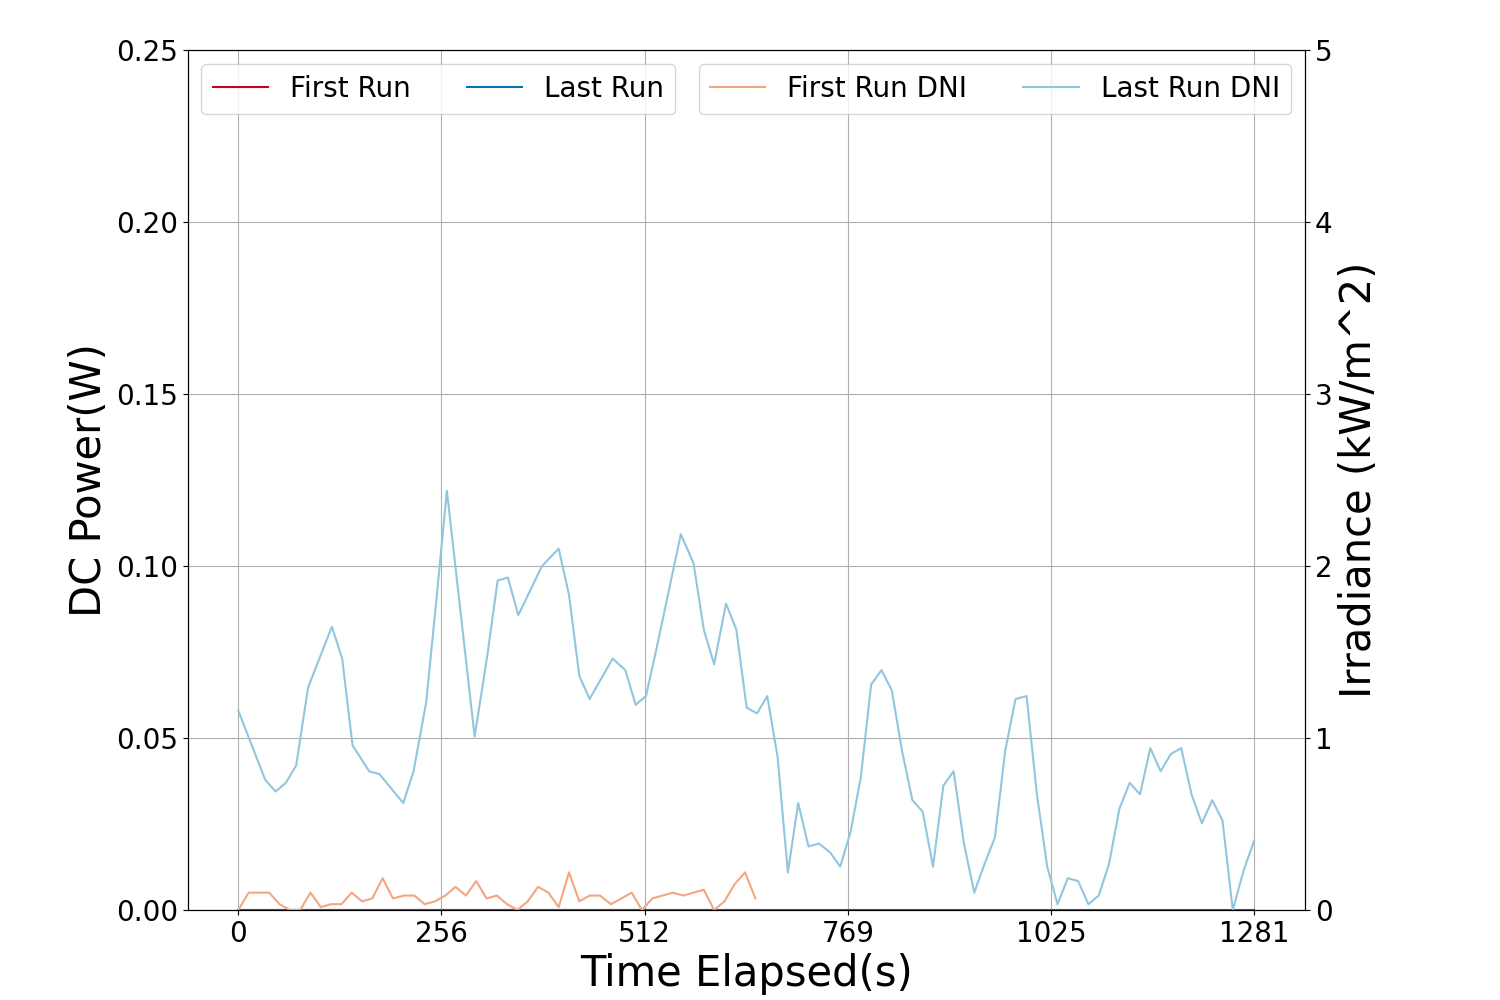 0.25
0.20
0.15
0.10
0.05
0.00
DC Power(W)
First Run
Last Run
First Run DNI
Last Run DNI
5
4
3
2
1
0
Irradiance (kW/m^2)
0
256
512
769
1025
1281
Time Elapsed(s)